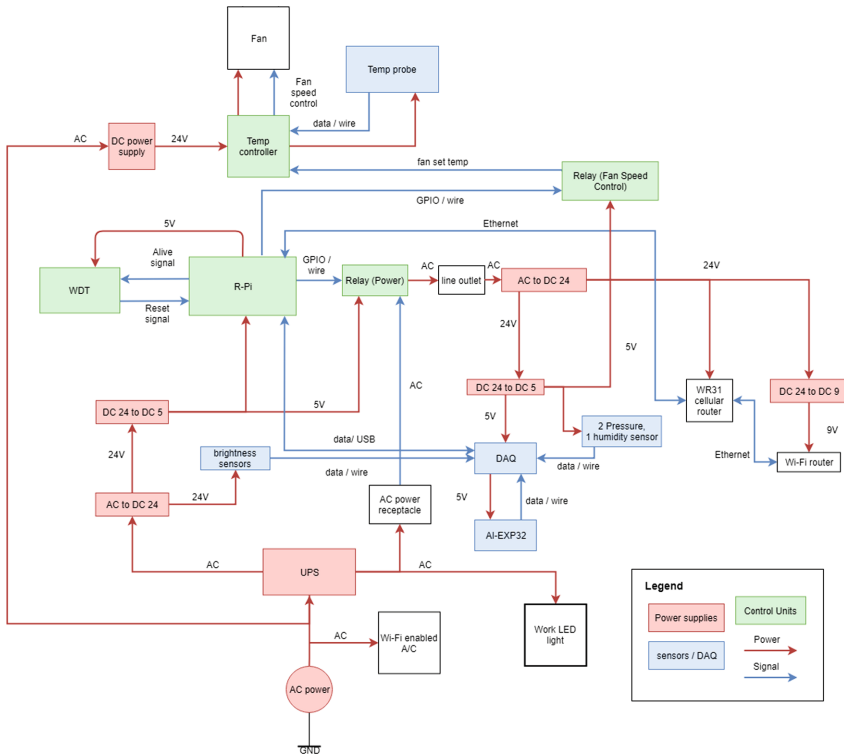 Fan
Temp probe
Fan
speed
control
data / wire
AC
DC power
supply
24V
Temp
controller
fan set temp
Relay (Fan Speed
Control)
GPIO / wire
5V
Ethernet
Alive
signal
GPIO /
wire
AC
AC
24V
WDT
R-Pi
Relay (Power)
line outlet
AC to DC 24
Reset
signal
24V
5V
AC
DC 24 to DC 5
5V
DC 24 to DC 5
WR31
cellular
router
DC 24 to DC 9
5V
2 Pressure,
1 humidity sensor
9V
data/ USB
24V
brightness
sensors
DAQ
Ethernet
Wi-Fi router
data / wire
data / wire
AC to DC 24
24V
AC power
receptacle
5V
data / wire
AI-EXP32
AC
UPS
AC
Legend
Power supplies
Control Units
Work LED
light
AC
Wi-Fi enabled
A/C
Power
sensors / DAQ
Signal
AC power
GND